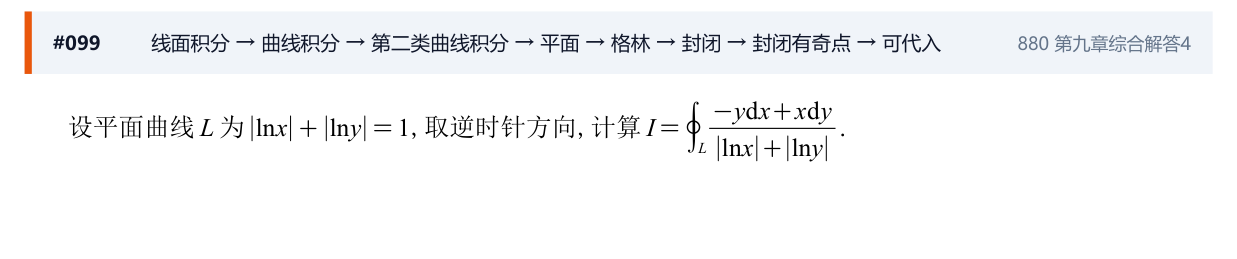 #099 线面积分 → 曲线积分 → 第二类曲线积分 → 平面 → 格林 → 封闭 → 封闭有奇点 → 可代入 880 第九章综合解答4
设平面曲线 L 为 |lnx| + |lny| = 1, 取逆时针方向, 计算 I = ∮_L (−ydx + xdy)/(|lnx| + |lny|).